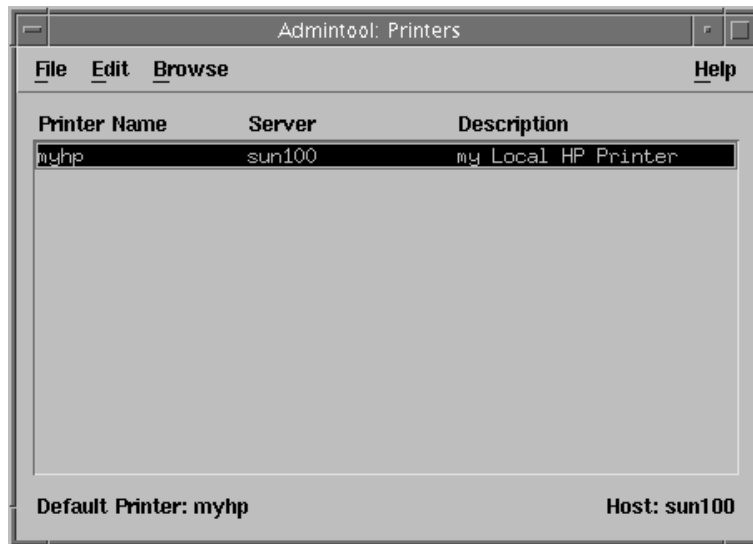 Admintool: Printers
File Edit Browse Help
Printer Name Server Description
myhp sun100 my Local HP Printer
Default Printer: myhp Host: sun100